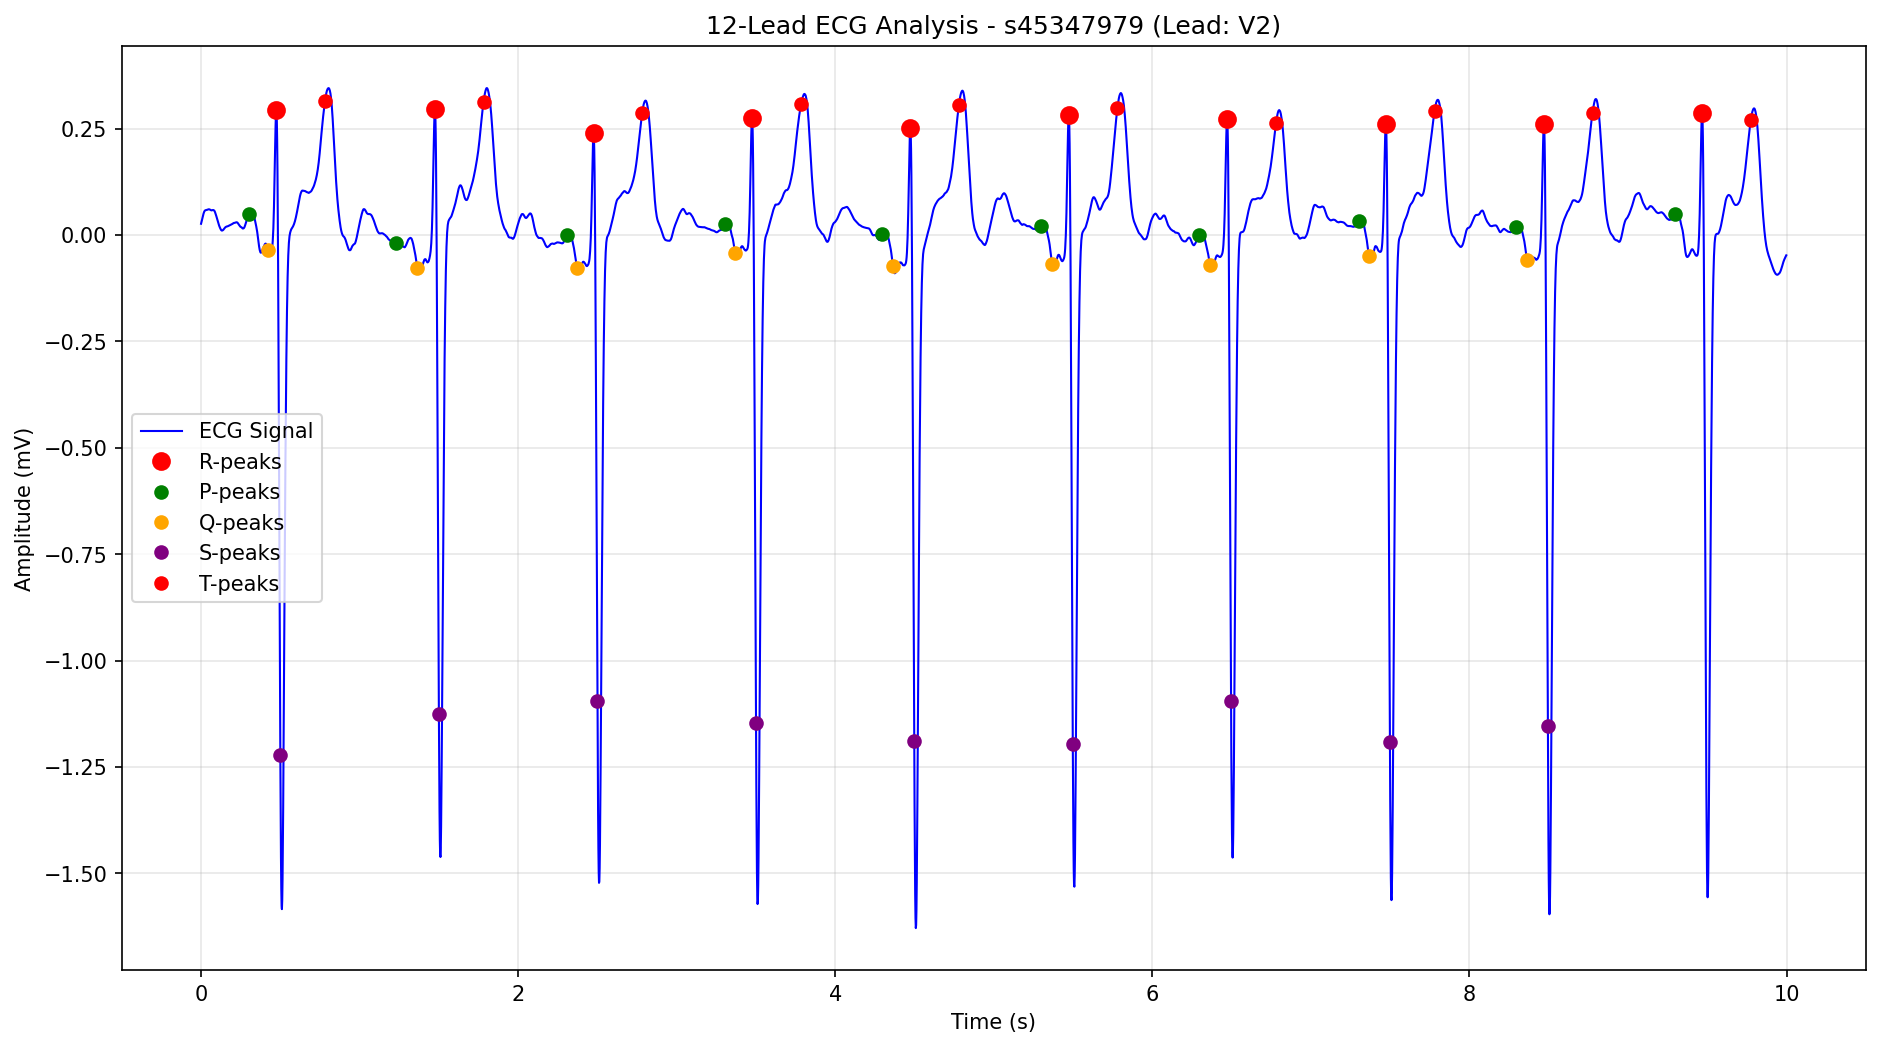 12-Lead ECG Analysis - s45347979 (Lead: V2)
Amplitude (mV)
0.25
0.00
−0.25
−0.50
−0.75
−1.00
−1.25
−1.50
ECG Signal
R-peaks
P-peaks
Q-peaks
S-peaks
T-peaks
0 2 4 6 8 10
Time (s)